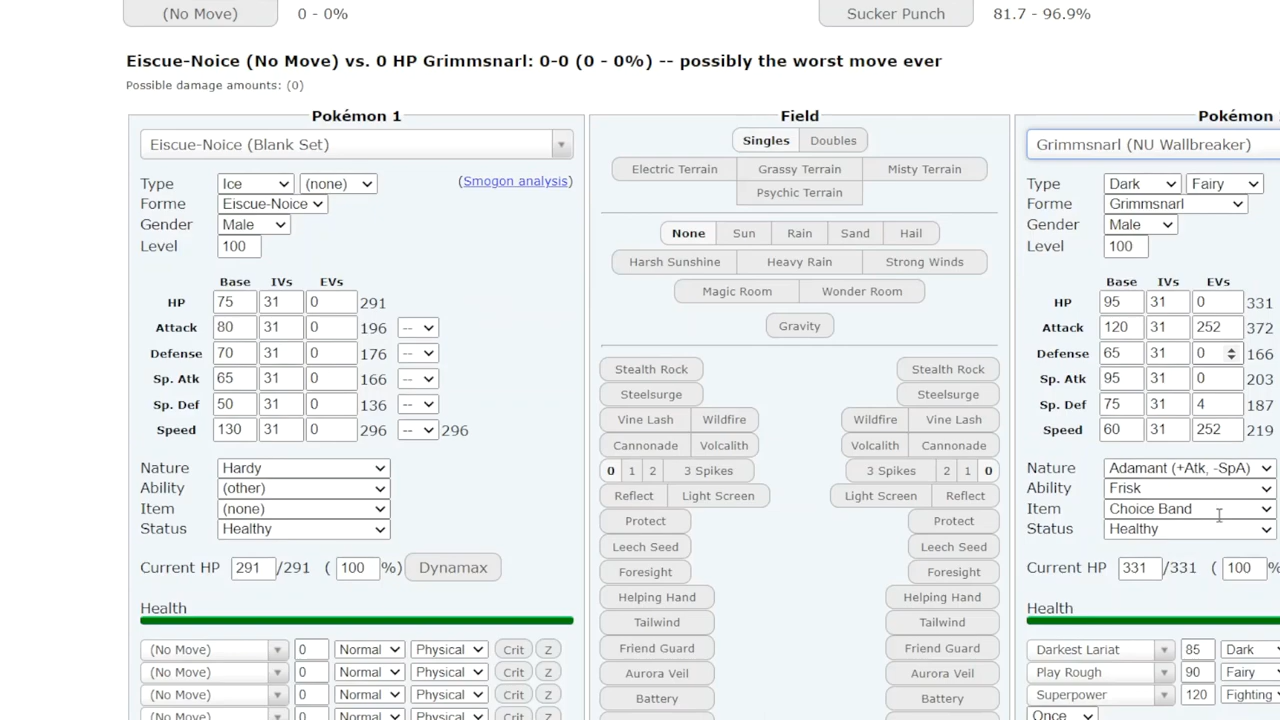 (No Move) 0 - 0% Sucker Punch 81.7 - 96.9%
Eiscue-Noice (No Move) vs. 0 HP Grimmsnarl: 0-0 (0 - 0%) -- possibly the worst move ever
Possible damage amounts: (0)
Pokémon 1
Eiscue-Noice (Blank Set)
Type Ice (none) (Smogon analysis)
Forme Eiscue-Noice
Gender Male
Level 100
Base IVs EVs
HP 75 31 0 291
Attack 80 31 0 196 --
Defense 70 31 0 176 --
Sp. Atk 65 31 0 166 --
Sp. Def 50 31 0 136 --
Speed 130 31 0 296 -- 296
Nature Hardy
Ability (other)
Item (none)
Status Healthy
Current HP 291 /291 ( 100 %) Dynamax
Health
(No Move) 0 Normal Physical Crit Z
(No Move) 0 Normal Physical Crit Z
(No Move) 0 Normal Physical Crit Z
(No Move) 0 Normal Physical Crit Z
Field
Singles Doubles
Electric Terrain Grassy Terrain Misty Terrain
Psychic Terrain
None Sun Rain Sand Hail
Harsh Sunshine Heavy Rain Strong Winds
Magic Room Wonder Room
Gravity
Stealth Rock Stealth Rock
Steelsurge Steelsurge
Vine Lash Wildfire Wildfire Vine Lash
Cannonade Volcalith Volcalith Cannonade
0 1 2 3 Spikes 3 Spikes 2 1 0
Reflect Light Screen Light Screen Reflect
Protect Protect
Leech Seed Leech Seed
Foresight Foresight
Helping Hand Helping Hand
Tailwind Tailwind
Friend Guard Friend Guard
Aurora Veil Aurora Veil
Battery Battery
Pokémon
Grimmsnarl (NU Wallbreaker)
Type Dark Fairy
Forme Grimmsnarl
Gender Male
Level 100
Base IVs EVs
HP 95 31 0 331
Attack 120 31 252 372
Defense 65 31 0 166
Sp. Atk 95 31 0 203
Sp. Def 75 31 4 187
Speed 60 31 252 219
Nature Adamant (+Atk, -SpA)
Ability Frisk
Item Choice Band
Status Healthy
Current HP 331 /331 ( 100 %
Health
Darkest Lariat 85 Dark
Play Rough 90 Fairy
Superpower 120 Fighting
Once